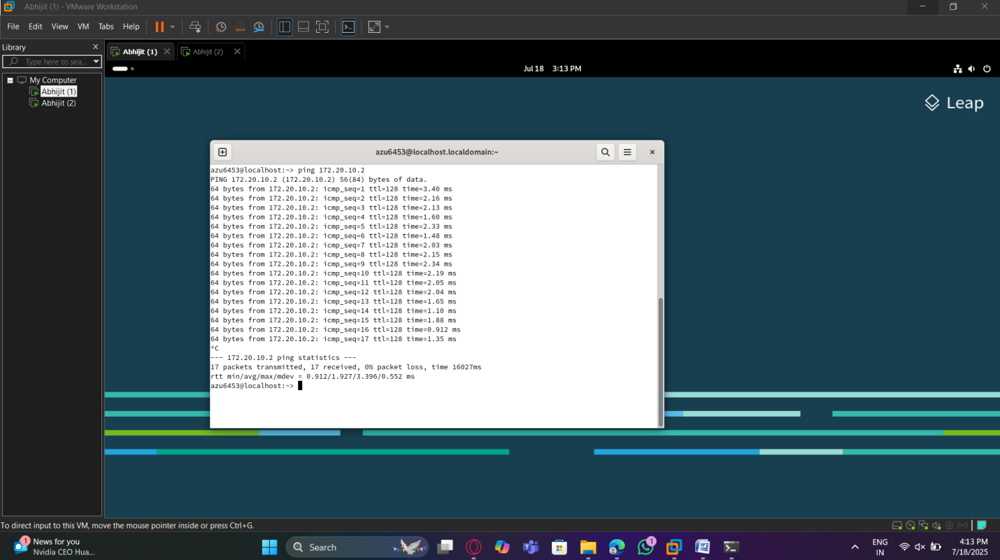 Abhijit (1) - VMware Workstation
File Edit View VM Tabs Help
Library
Type here to sea...
My Computer
Abhijit (1)
Abhijit (2)
Abhijit (1) Abhijit (2)
Jul 18 3:13 PM
Leap
azu6453@localhost.localdomain:~
azu6453@localhost:~> ping 172.20.10.2
PING 172.20.10.2 (172.20.10.2) 56(84) bytes of data.
64 bytes from 172.20.10.2: icmp_seq=1 ttl=128 time=3.40 ms
64 bytes from 172.20.10.2: icmp_seq=2 ttl=128 time=2.16 ms
64 bytes from 172.20.10.2: icmp_seq=3 ttl=128 time=2.13 ms
64 bytes from 172.20.10.2: icmp_seq=4 ttl=128 time=1.60 ms
64 bytes from 172.20.10.2: icmp_seq=5 ttl=128 time=2.33 ms
64 bytes from 172.20.10.2: icmp_seq=6 ttl=128 time=1.48 ms
64 bytes from 172.20.10.2: icmp_seq=7 ttl=128 time=2.03 ms
64 bytes from 172.20.10.2: icmp_seq=8 ttl=128 time=2.15 ms
64 bytes from 172.20.10.2: icmp_seq=9 ttl=128 time=2.34 ms
64 bytes from 172.20.10.2: icmp_seq=10 ttl=128 time=2.19 ms
64 bytes from 172.20.10.2: icmp_seq=11 ttl=128 time=2.05 ms
64 bytes from 172.20.10.2: icmp_seq=12 ttl=128 time=2.04 ms
64 bytes from 172.20.10.2: icmp_seq=13 ttl=128 time=1.65 ms
64 bytes from 172.20.10.2: icmp_seq=14 ttl=128 time=1.10 ms
64 bytes from 172.20.10.2: icmp_seq=15 ttl=128 time=1.88 ms
64 bytes from 172.20.10.2: icmp_seq=16 ttl=128 time=0.912 ms
64 bytes from 172.20.10.2: icmp_seq=17 ttl=128 time=1.35 ms
^C
--- 172.20.10.2 ping statistics ---
17 packets transmitted, 17 received, 0% packet loss, time 16027ms
rtt min/avg/max/mdev = 0.912/1.927/3.396/0.552 ms
azu6453@localhost:~>
To direct input to this VM, move the mouse pointer inside or press Ctrl+G.
1
News for you
Nvidia CEO Hua...
Search
1
ENG
IN
4:13 PM
7/18/2025